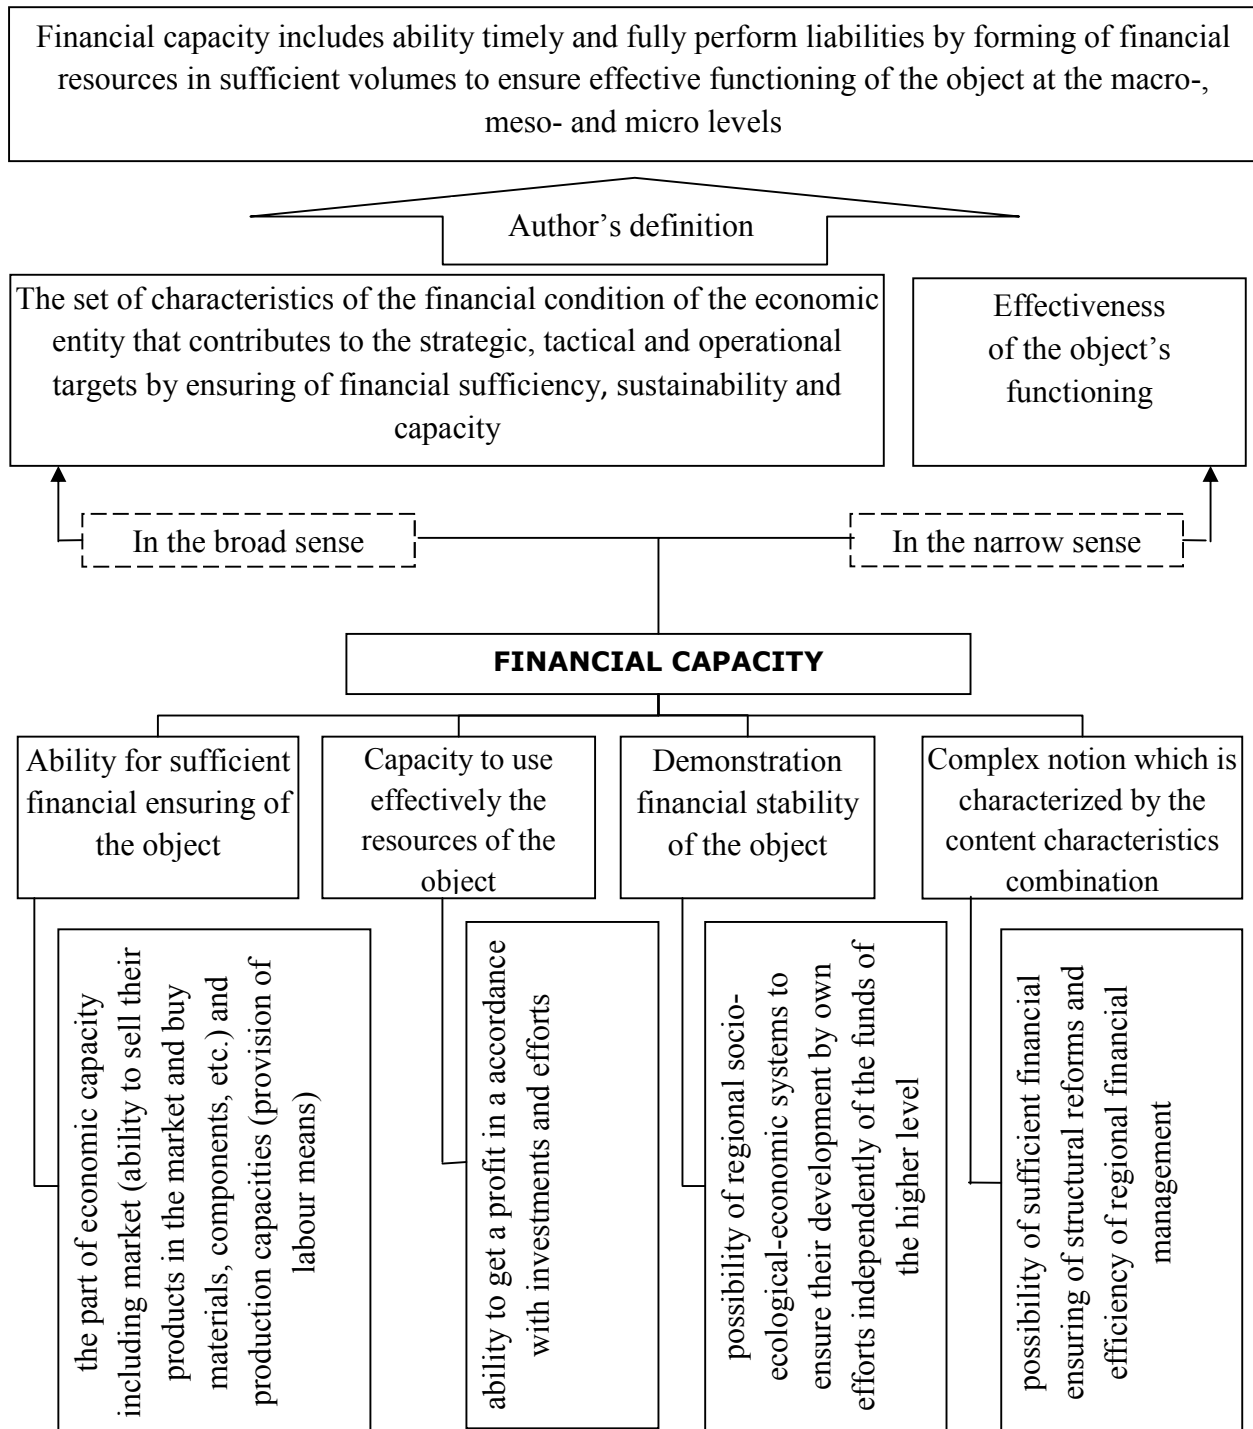 Financial capacity includes ability timely and fully perform liabilities by forming of financial
resources in sufficient volumes to ensure effective functioning of the object at the macro-,
meso- and micro levels
Author’s definition
The set of characteristics of the financial condition of the economic
entity that contributes to the strategic, tactical and operational
targets by ensuring of financial sufficiency, sustainability and
capacity
Effectiveness
of the object’s
functioning
In the broad sense
In the narrow sense
FINANCIAL CAPACITY
Ability for sufficient
financial ensuring of
the object
Capacity to use
effectively the
resources of the
object
Demonstration
financial stability
of the object
Complex notion which is
characterized by the
content characteristics
combination
the part of economic capacity
including market (ability to sell their
products in the market and buy
materials, components, etc.) and
production capacities (provision of
labour means)
ability to get a profit in a accordance
with investments and efforts
possibility of regional socio-
ecological-economic systems to
ensure their development by own
efforts independently of the funds of
the higher level
possibility of sufficient financial
ensuring of structural reforms and
efficiency of regional financial
management